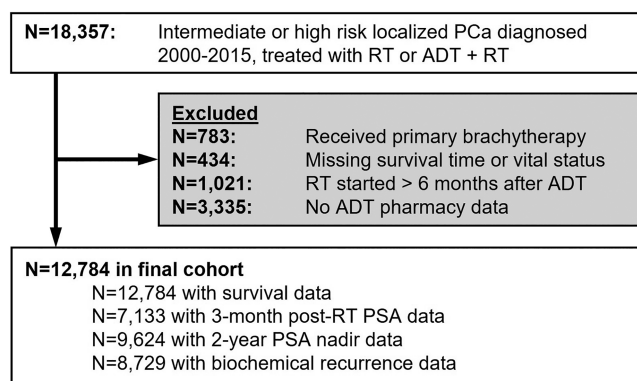 N=18,357: Intermediate or high risk localized PCa diagnosed
2000-2015, treated with RT or ADT + RT
Excluded
N=783: Received primary brachytherapy
N=434: Missing survival time or vital status
N=1,021: RT started > 6 months after ADT
N=3,335: No ADT pharmacy data
N=12,784 in final cohort
N=12,784 with survival data
N=7,133 with 3-month post-RT PSA data
N=9,624 with 2-year PSA nadir data
N=8,729 with biochemical recurrence data